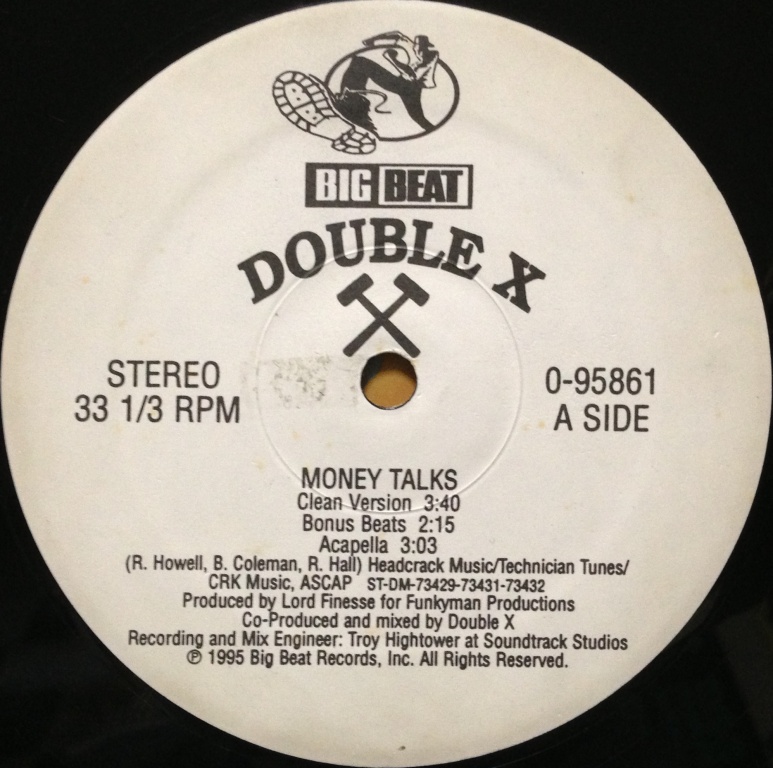 BIG BEAT
DOUBLE X
STEREO
33 1/3 RPM
0-95861
A SIDE
MONEY TALKS
Clean Version 3:40
Bonus Beats 2:15
Acapella 3:03
(R. Howell, B. Coleman, R. Hall) Headcrack Music/Technician Tunes/
CRK Music, ASCAP ST-DM-73429-73431-73432
Produced by Lord Finesse for Funkyman Productions
Co-Produced and mixed by Double X
Recording and Mix Engineer: Troy Hightower at Soundtrack Studios
℗ 1995 Big Beat Records, Inc. All Rights Reserved.